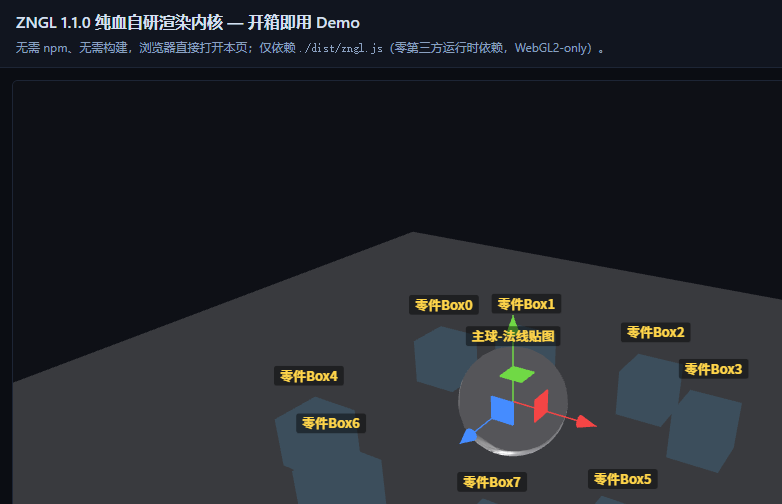 ZNGL 1.1.0 纯血自研渲染内核 — 开箱即用 Demo
无需 npm、无需构建，浏览器直接打开本页；仅依赖 ./dist/zngl.js（零第三方运行时依赖，WebGL2-only）。
零件Box0
零件Box1
主球-法线贴图
零件Box2
零件Box3
零件Box4
零件Box6
零件Box7
零件Box5